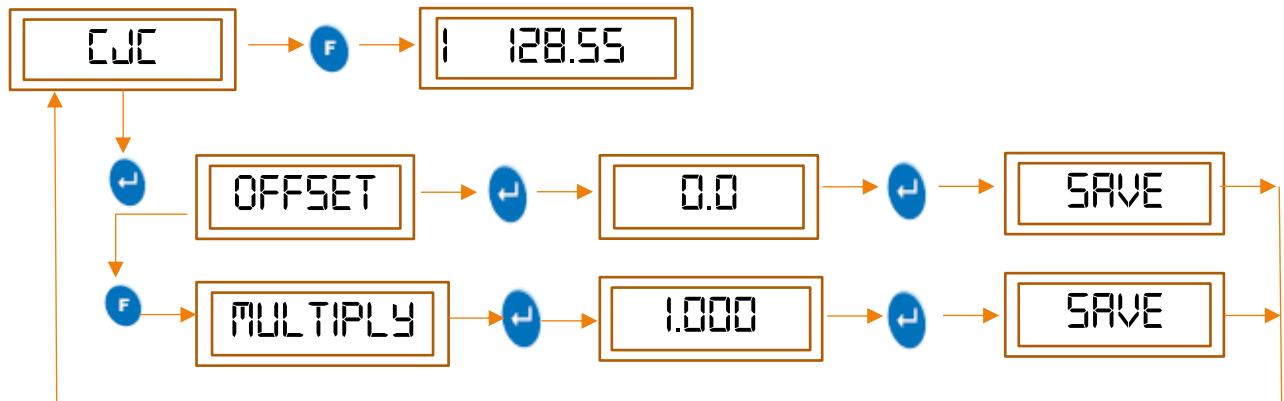 CJC F 1 128.55
OFFSET 0.0 SAVE
F MULTIPLY 1.000 SAVE